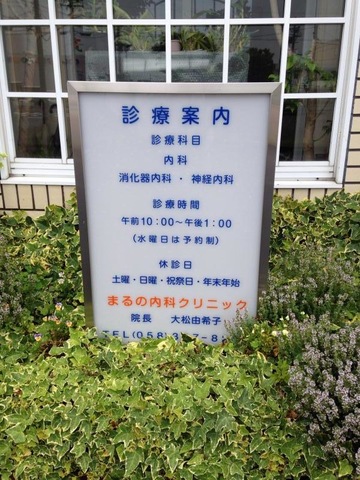 診療案内
診療科目
内科
消化器内科・神経内科
診療時間
午前10:00〜午後1:00
(水曜日は予約制)
休診日
土曜・日曜・祝祭日・年末年始
まるの内科クリニック
院長 大松由希子
TEL(058)